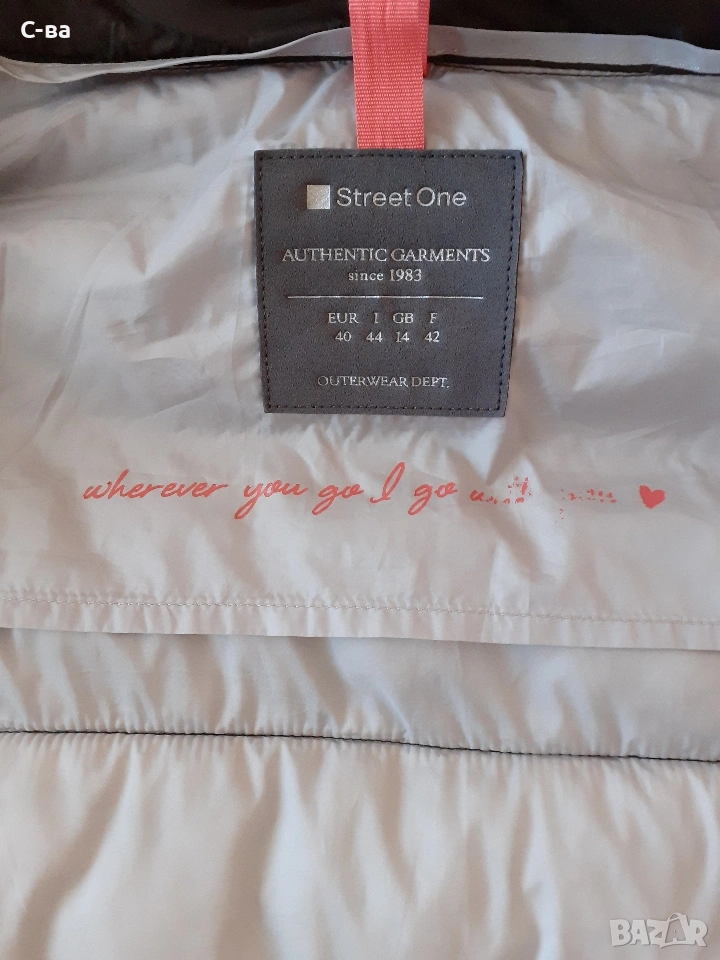 С-ва
Street One
AUTHENTIC GARMENTS
since 1983
EUR I GB F
40 44 14 42
OUTERWEAR DEPT.
wherever you go I go
BAZAR